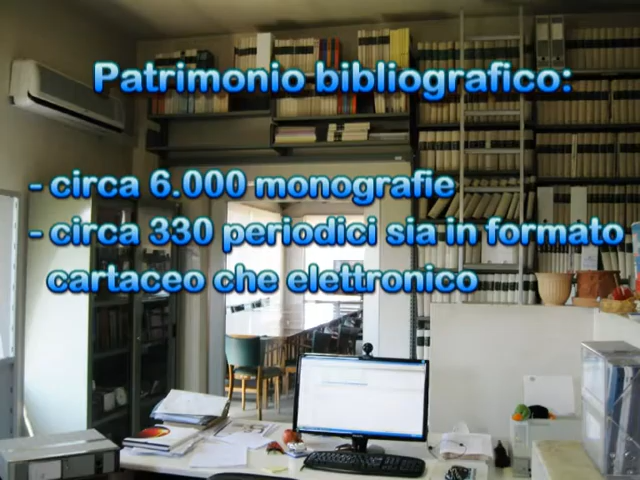 Patrimonio bibliografico:
- circa 6.000 monografie
- circa 330 periodici sia in formato
cartaceo che elettronico